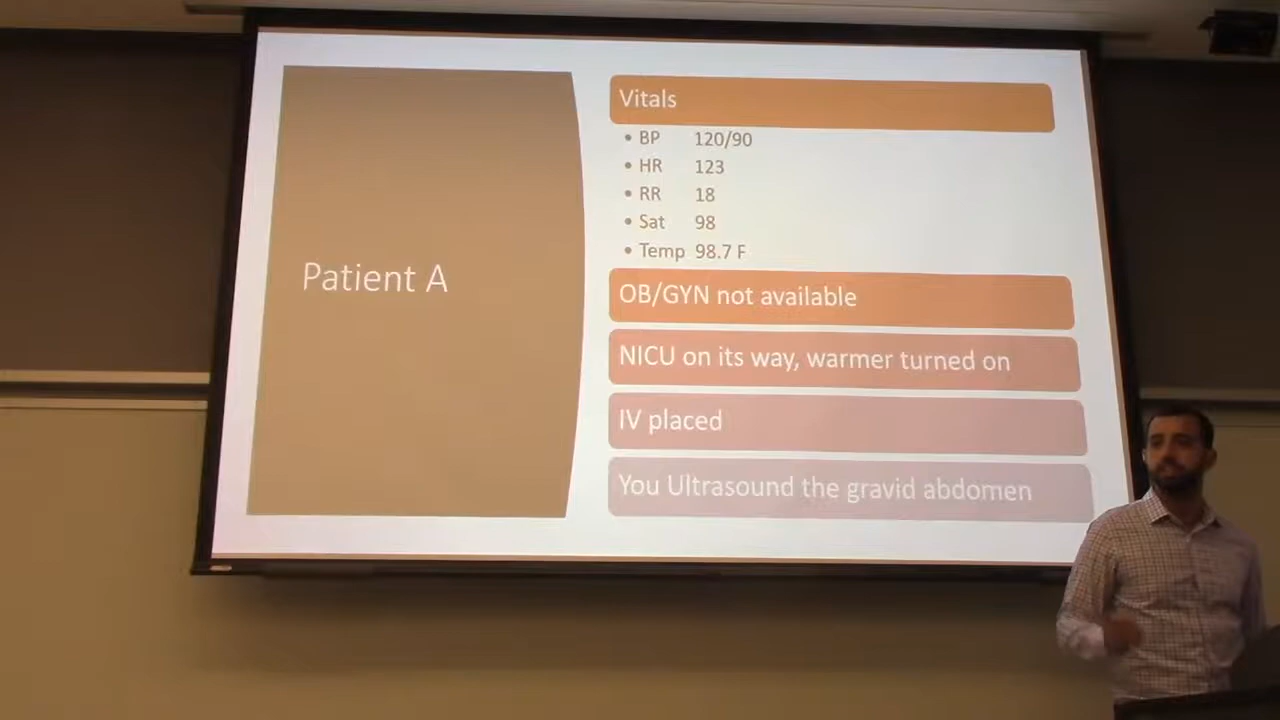 Patient A
Vitals
• BP 120/90
• HR 123
• RR 18
• Sat 98
• Temp 98.7 F
OB/GYN not available
NICU on its way, warmer turned on
IV placed
You Ultrasound the gravid abdomen